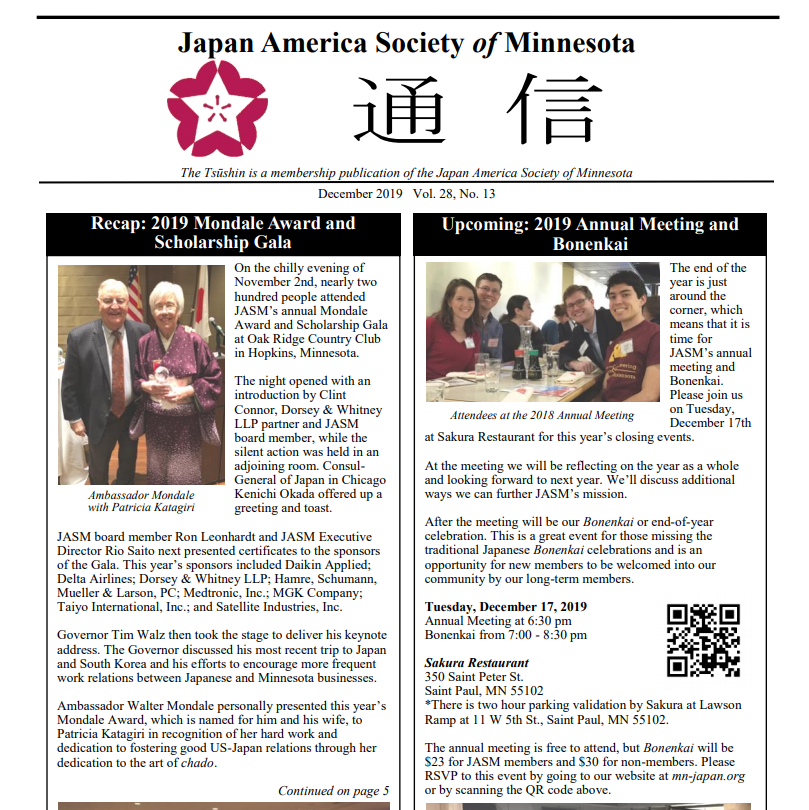 Japan America Society of Minnesota
通 信
The Tsūshin is a membership publication of the Japan America Society of Minnesota
December 2019 Vol. 28, No. 13
Recap: 2019 Mondale Award and
Scholarship Gala
On the chilly evening of
November 2nd, nearly two
hundred people attended
JASM's annual Mondale
Award and Scholarship Gala
at Oak Ridge Country Club
in Hopkins, Minnesota.
The night opened with an
introduction by Clint
Connor, Dorsey & Whitney
LLP partner and JASM
board member, while the
silent action was held in an
adjoining room. Consul-
General of Japan in Chicago
Kenichi Okada offered up a
greeting and toast.
Ambassador Mondale
with Patricia Katagiri
JASM board member Ron Leonhardt and JASM Executive
Director Rio Saito next presented certificates to the sponsors
of the Gala. This year's sponsors included Daikin Applied;
Delta Airlines; Dorsey & Whitney LLP; Hamre, Schumann,
Mueller & Larson, PC; Medtronic, Inc.; MGK Company;
Taiyo International, Inc.; and Satellite Industries, Inc.
Governor Tim Walz then took the stage to deliver his keynote
address. The Governor discussed his most recent trip to Japan
and South Korea and his efforts to encourage more frequent
work relations between Japanese and Minnesota businesses.
Ambassador Walter Mondale personally presented this year's
Mondale Award, which is named for him and his wife, to
Patricia Katagiri in recognition of her hard work and
dedication to fostering good US-Japan relations through her
dedication to the art of chado.
Continued on page 5
Upcoming: 2019 Annual Meeting and
Bonenkai
The end of the
year is just
around the
corner, which
means that it is
time for
JASM's annual
meeting and
Bonenkai.
Please join us
on Tuesday,
December 17th
Attendees at the 2018 Annual Meeting
at Sakura Restaurant for this year's closing events.
At the meeting we will be reflecting on the year as a whole
and looking forward to next year. We'll discuss additional
ways we can further JASM's mission.
After the meeting will be our Bonenkai or end-of-year
celebration. This is a great event for those missing the
traditional Japanese Bonenkai celebrations and is an
opportunity for new members to be welcomed into our
community by our long-term members.
Tuesday, December 17, 2019
Annual Meeting at 6:30 pm
Bonenkai from 7:00 - 8:30 pm
Sakura Restaurant
350 Saint Peter St.
Saint Paul, MN 55102
*There is two hour parking validation by Sakura at Lawson
Ramp at 11 W 5th St., Saint Paul, MN 55102.
The annual meeting is free to attend, but Bonenkai will be
$23 for JASM members and $30 for non-members. Please
RSVP to this event by going to our website at mn-japan.org
or by scanning the QR code above.